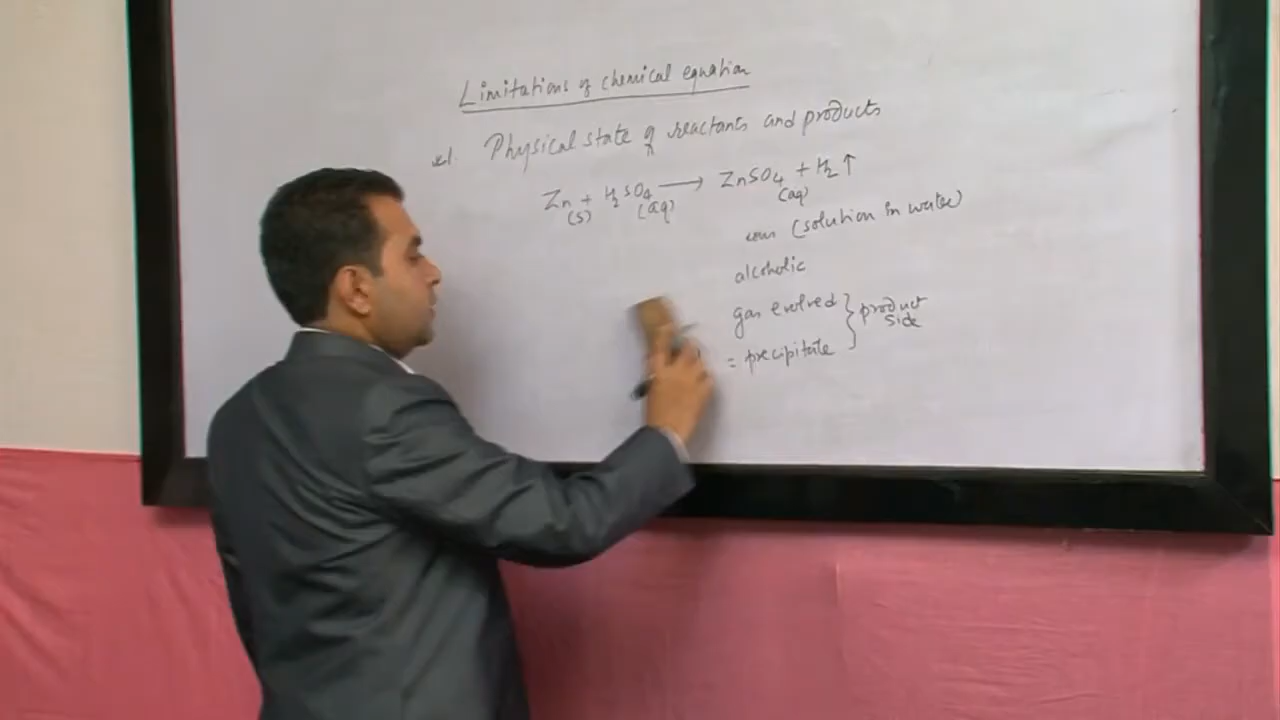 Limitations of chemical equation
Physical state of reactants and products
Zn(s) + H₂SO₄(aq) ⟶ ZnSO₄(aq) + H₂↑
(solution in water)
alcoholic
gas evolved } product side
= precipitate